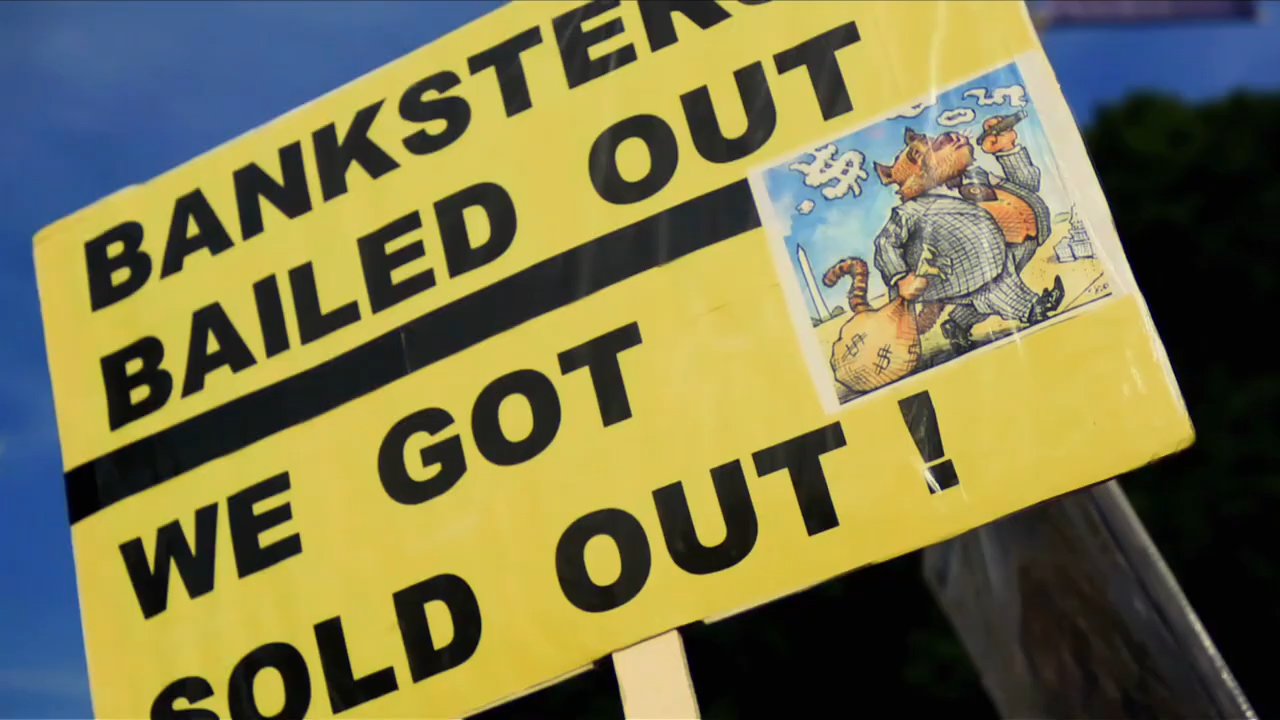 BANKSTERS
BAILED OUT
WE GOT
SOLD OUT!
$
$
$